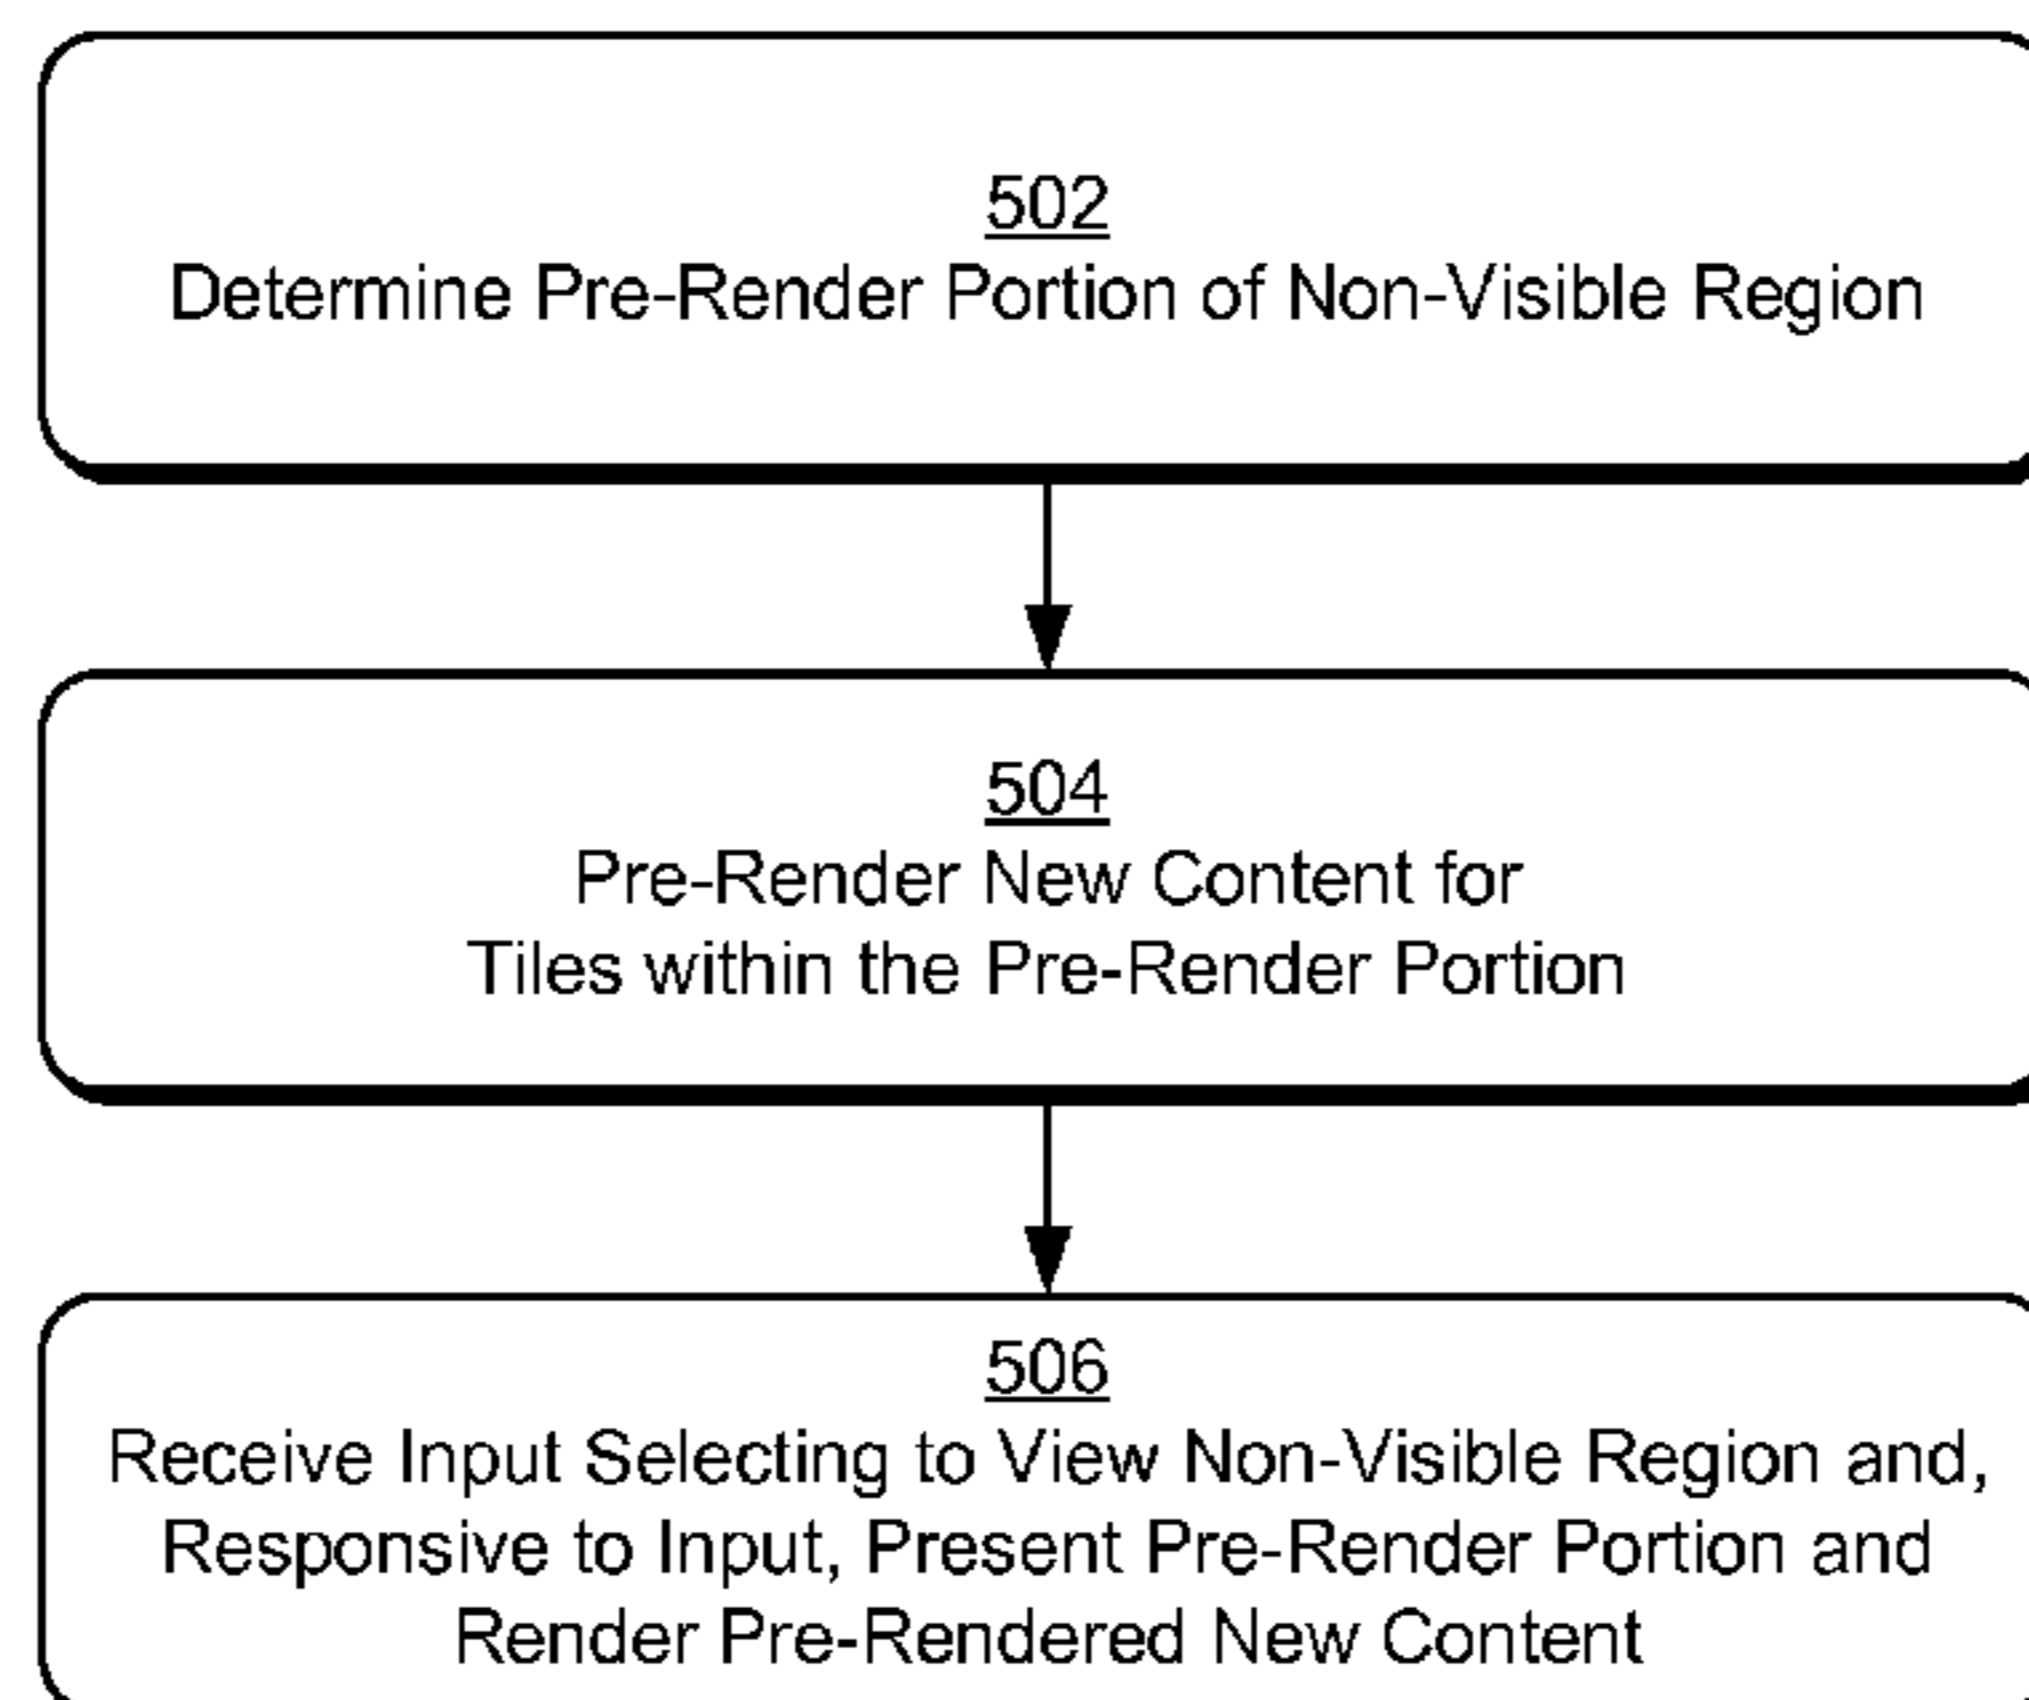 502
Determine Pre-Render Portion of Non-Visible Region
504
Pre-Render New Content for
Tiles within the Pre-Render Portion
506
Receive Input Selecting to View Non-Visible Region and,
Responsive to Input, Present Pre-Render Portion and
Render Pre-Rendered New Content